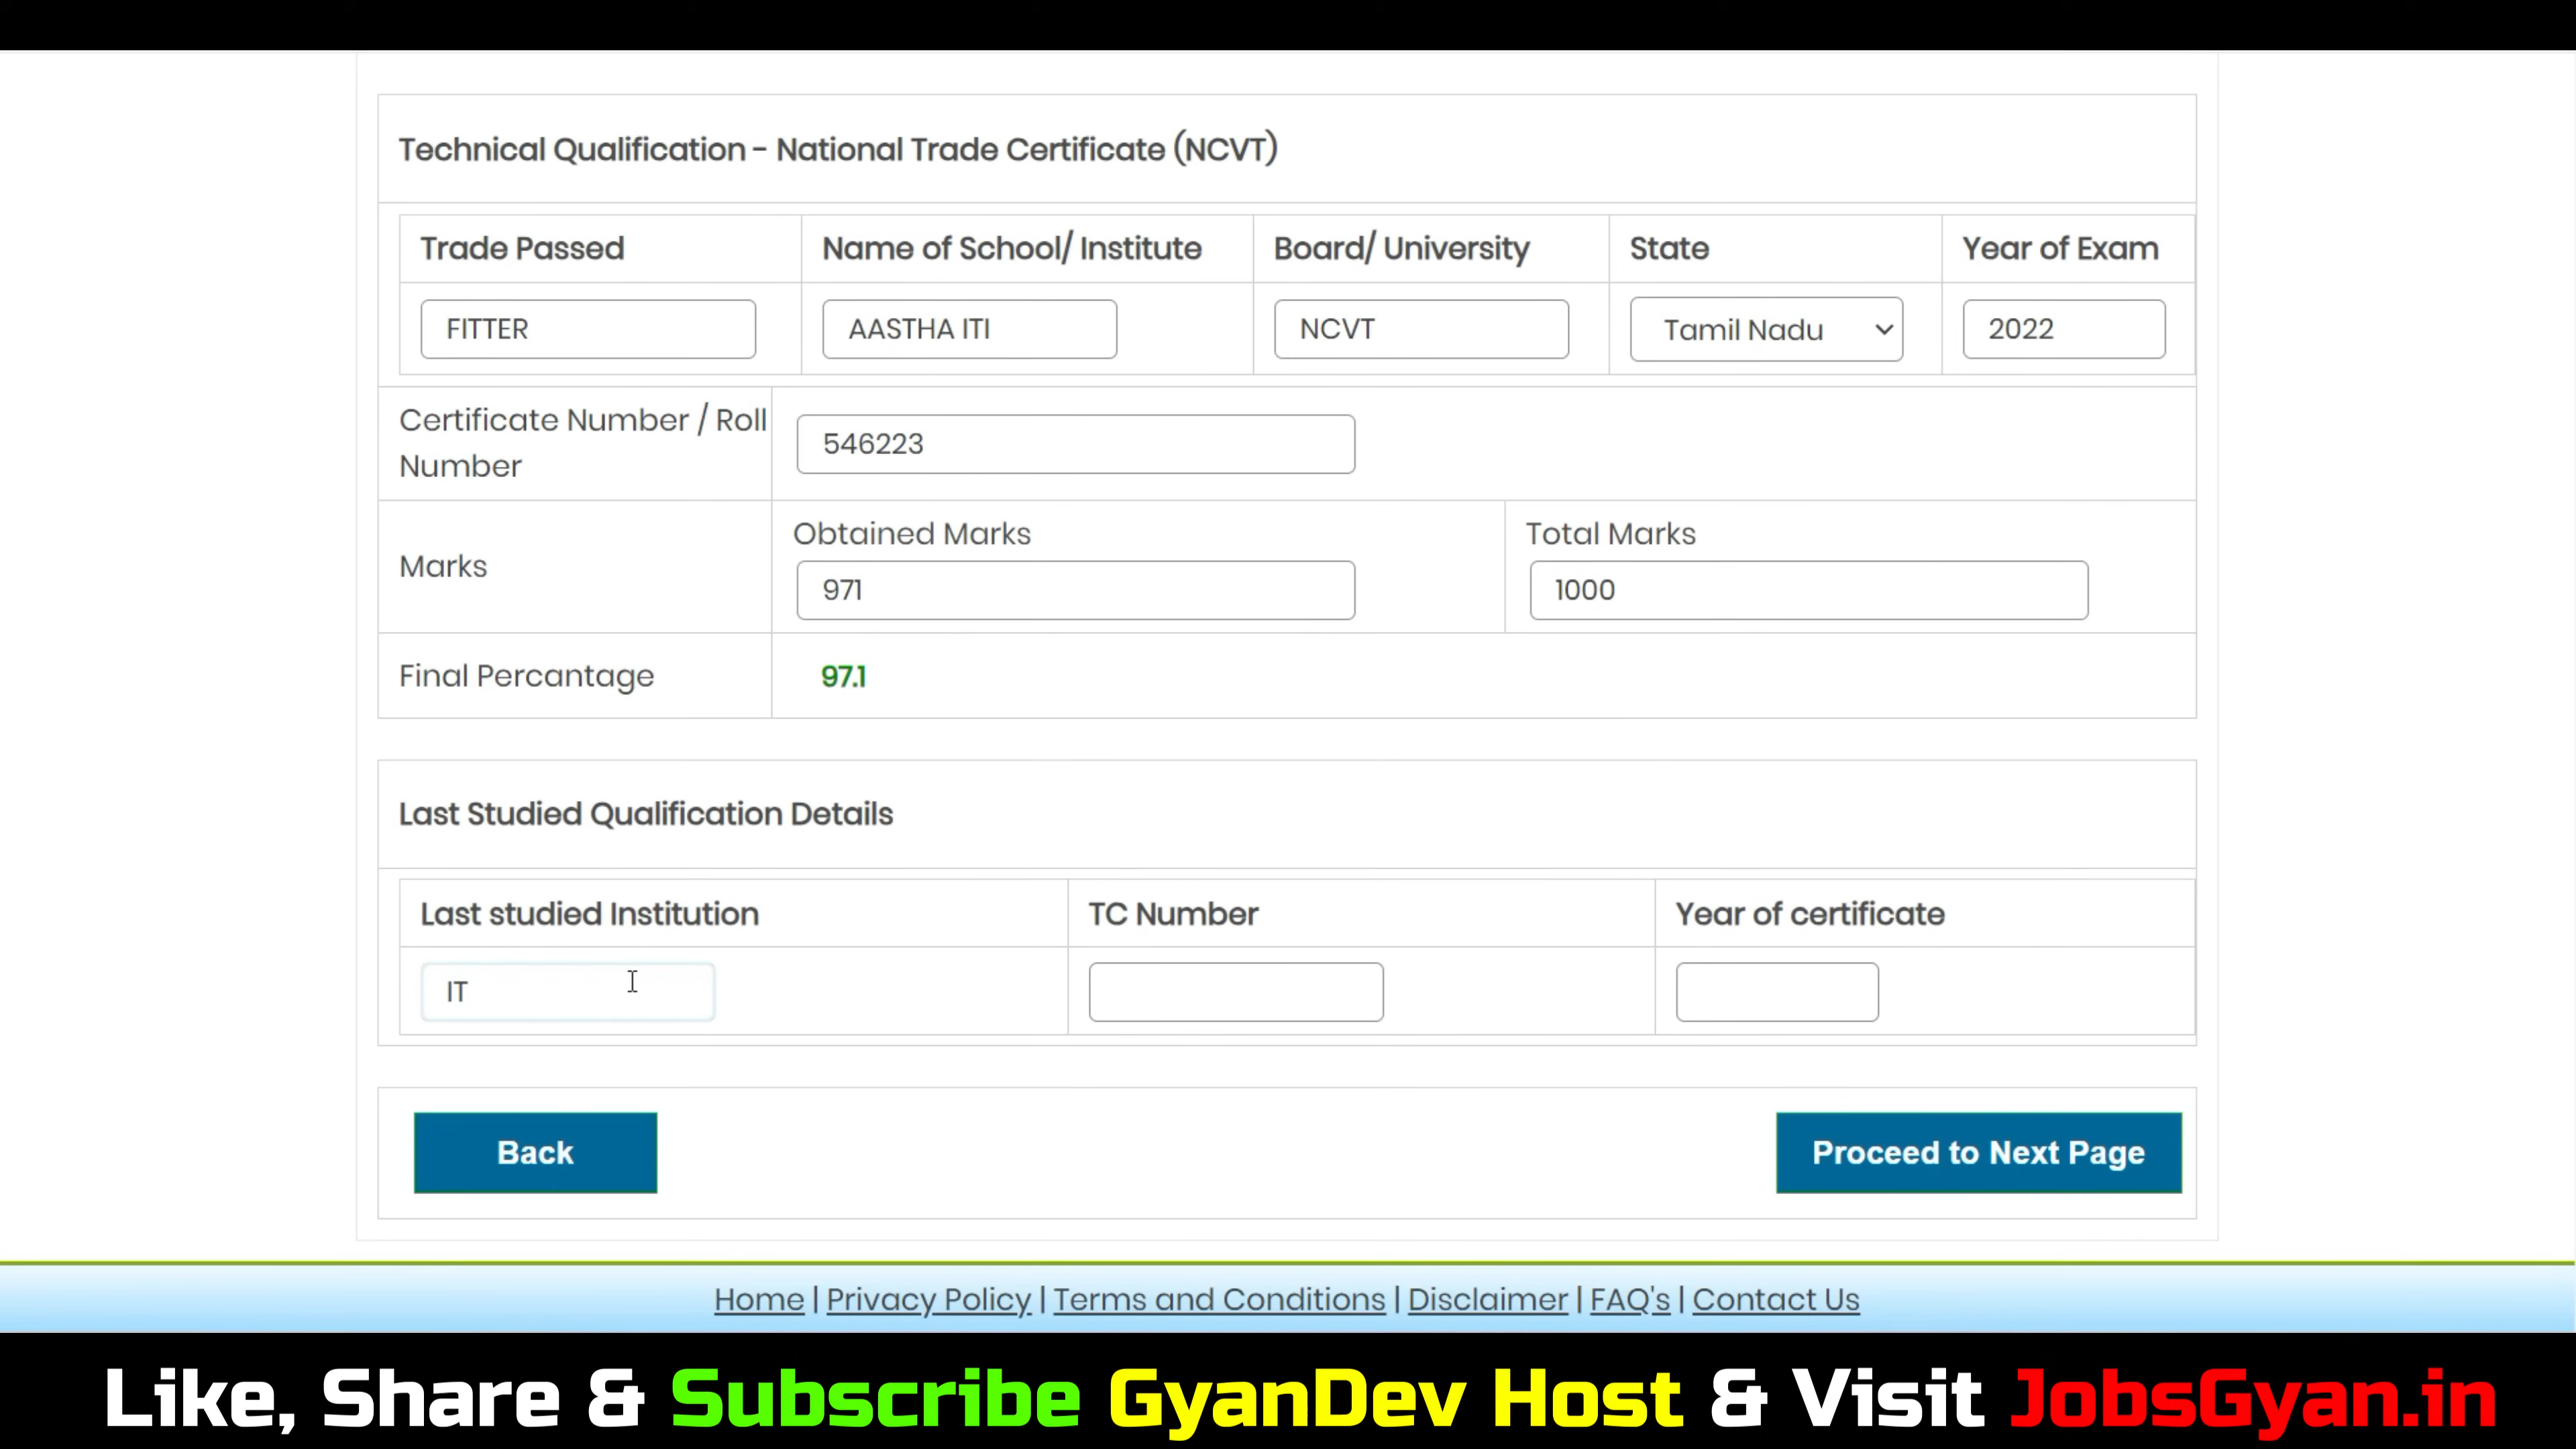 Technical Qualification - National Trade Certificate (NCVT)
Trade Passed Name of School/ Institute Board/ University State Year of Exam
FITTER AASTHA ITI NCVT Tamil Nadu 2022
Certificate Number / Roll Number 546223
Obtained Marks Total Marks
Marks 971 1000
Final Percantage 97.1
Last Studied Qualification Details
Last studied Institution TC Number Year of certificate
IT
Back Proceed to Next Page
Home | Privacy Policy | Terms and Conditions | Disclaimer | FAQ's | Contact Us
Like, Share & Subscribe GyanDev Host & Visit JobsGyan.in